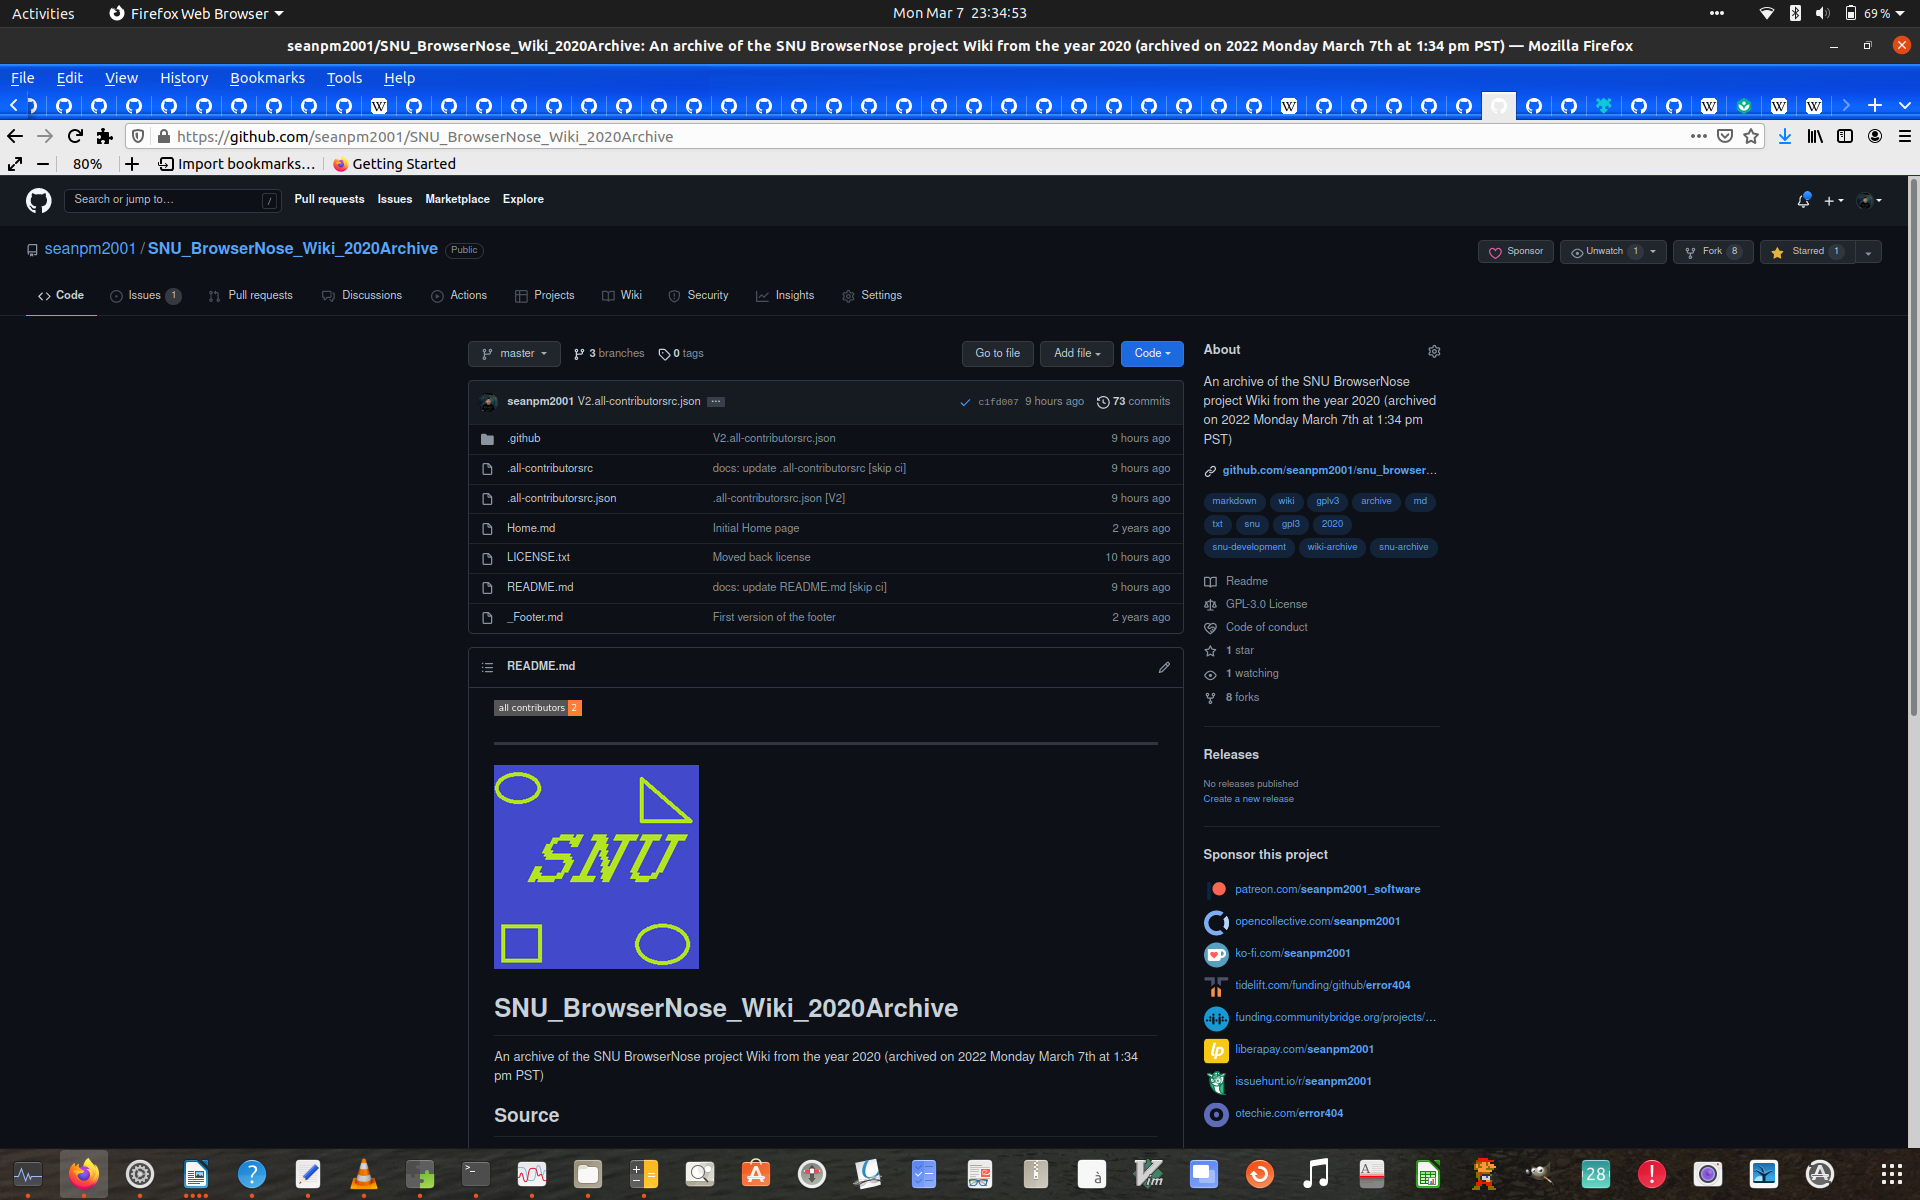 Activities
Firefox Web Browser
Mon Mar 7 23:34:53
69 %
seanpm2001/SNU_BrowserNose_Wiki_2020Archive: An archive of the SNU BrowserNose project Wiki from the year 2020 (archived on 2022 Monday March 7th at 1:34 pm PST) — Mozilla Firefox
File Edit View History Bookmarks Tools Help
W W W W W
https://github.com/seanpm2001/SNU_BrowserNose_Wiki_2020Archive
80% Import bookmarks… Getting Started
Search or jump to… /
Pull requests Issues Marketplace Explore
seanpm2001 / SNU_BrowserNose_Wiki_2020Archive Public
Sponsor Unwatch 1 Fork 8 Starred 1
Code Issues 1 Pull requests Discussions Actions Projects Wiki Security Insights Settings
master 3 branches 0 tags
Go to file Add file Code
seanpm2001 V2.all-contributorsrc.json ··· c1fd007 9 hours ago 73 commits
.github V2.all-contributorsrc.json 9 hours ago
.all-contributorsrc docs: update .all-contributorsrc [skip ci] 9 hours ago
.all-contributorsrc.json .all-contributorsrc.json [V2] 9 hours ago
Home.md Initial Home page 2 years ago
LICENSE.txt Moved back license 10 hours ago
README.md docs: update README.md [skip ci] 9 hours ago
_Footer.md First version of the footer 2 years ago
README.md
all contributors 2
SNU
SNU_BrowserNose_Wiki_2020Archive
An archive of the SNU BrowserNose project Wiki from the year 2020 (archived on 2022 Monday March 7th at 1:34
pm PST)
Source
About
An archive of the SNU BrowserNose
project Wiki from the year 2020 (archived
on 2022 Monday March 7th at 1:34 pm
PST)
github.com/seanpm2001/snu_browser…
markdown wiki gplv3 archive md
txt snu gpl3 2020
snu-development wiki-archive snu-archive
Readme
GPL-3.0 License
Code of conduct
1 star
1 watching
8 forks
Releases
No releases published
Create a new release
Sponsor this project
patreon.com/seanpm2001_software
opencollective.com/seanpm2001
ko-fi.com/seanpm2001
tidelift.com/funding/github/error404
funding.communitybridge.org/projects/…
lp liberapay.com/seanpm2001
issuehunt.io/r/seanpm2001
otechie.com/error404
? à Vim A 28 !